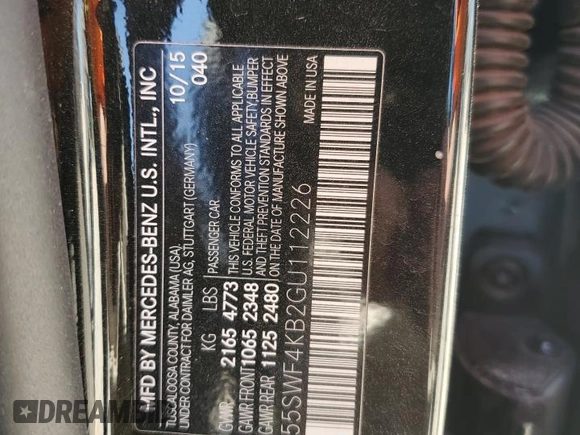 MFD BY MERCEDES-BENZ U.S. INTL., INC
TUSCALOOSA COUNTY, ALABAMA (USA)
UNDER CONTRACT FOR DAIMLER AG, STUTTGART (GERMANY)
10/15
040
KG LBS
GVWR 2165 4773
GAWR FRONT 1065 2348
GAWR REAR 1125 2480
PASSENGER CAR
THIS VEHICLE CONFORMS TO ALL APPLICABLE
U.S. FEDERAL MOTOR VEHICLE SAFETY,BUMPER
AND THEFT PREVENTION STANDARDS IN EFFECT
ON THE DATE OF MANUFACTURE SHOWN ABOVE
MADE IN USA
55SWF4KB2GU112226